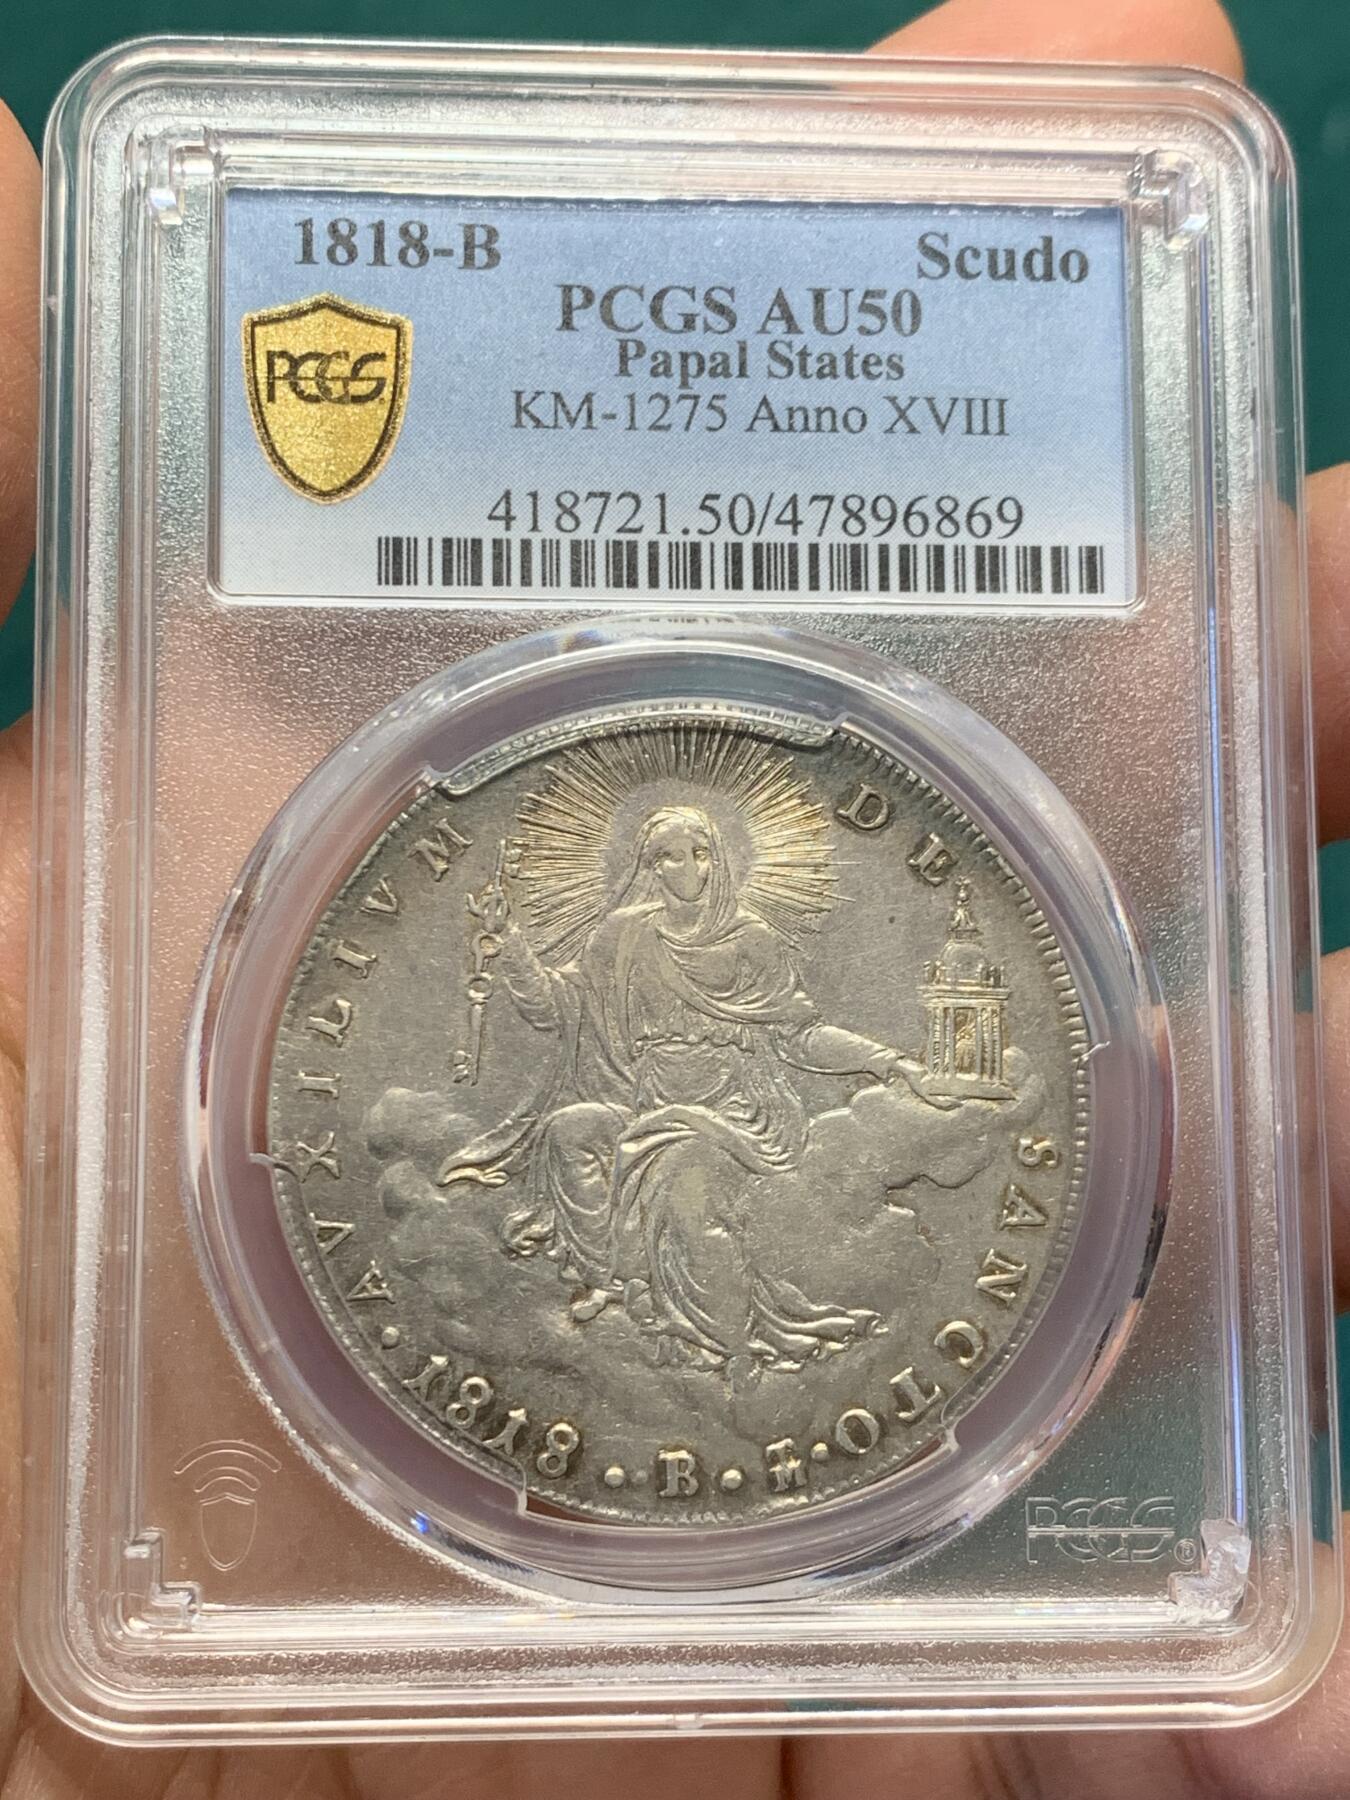 1818-B
Scudo
PCGS AU50
PCGS
Papal States
KM-1275 Anno XVIII
418721.50/47896869
AVXILIVM DE SANCTO
• 1818 • B •
PCGS